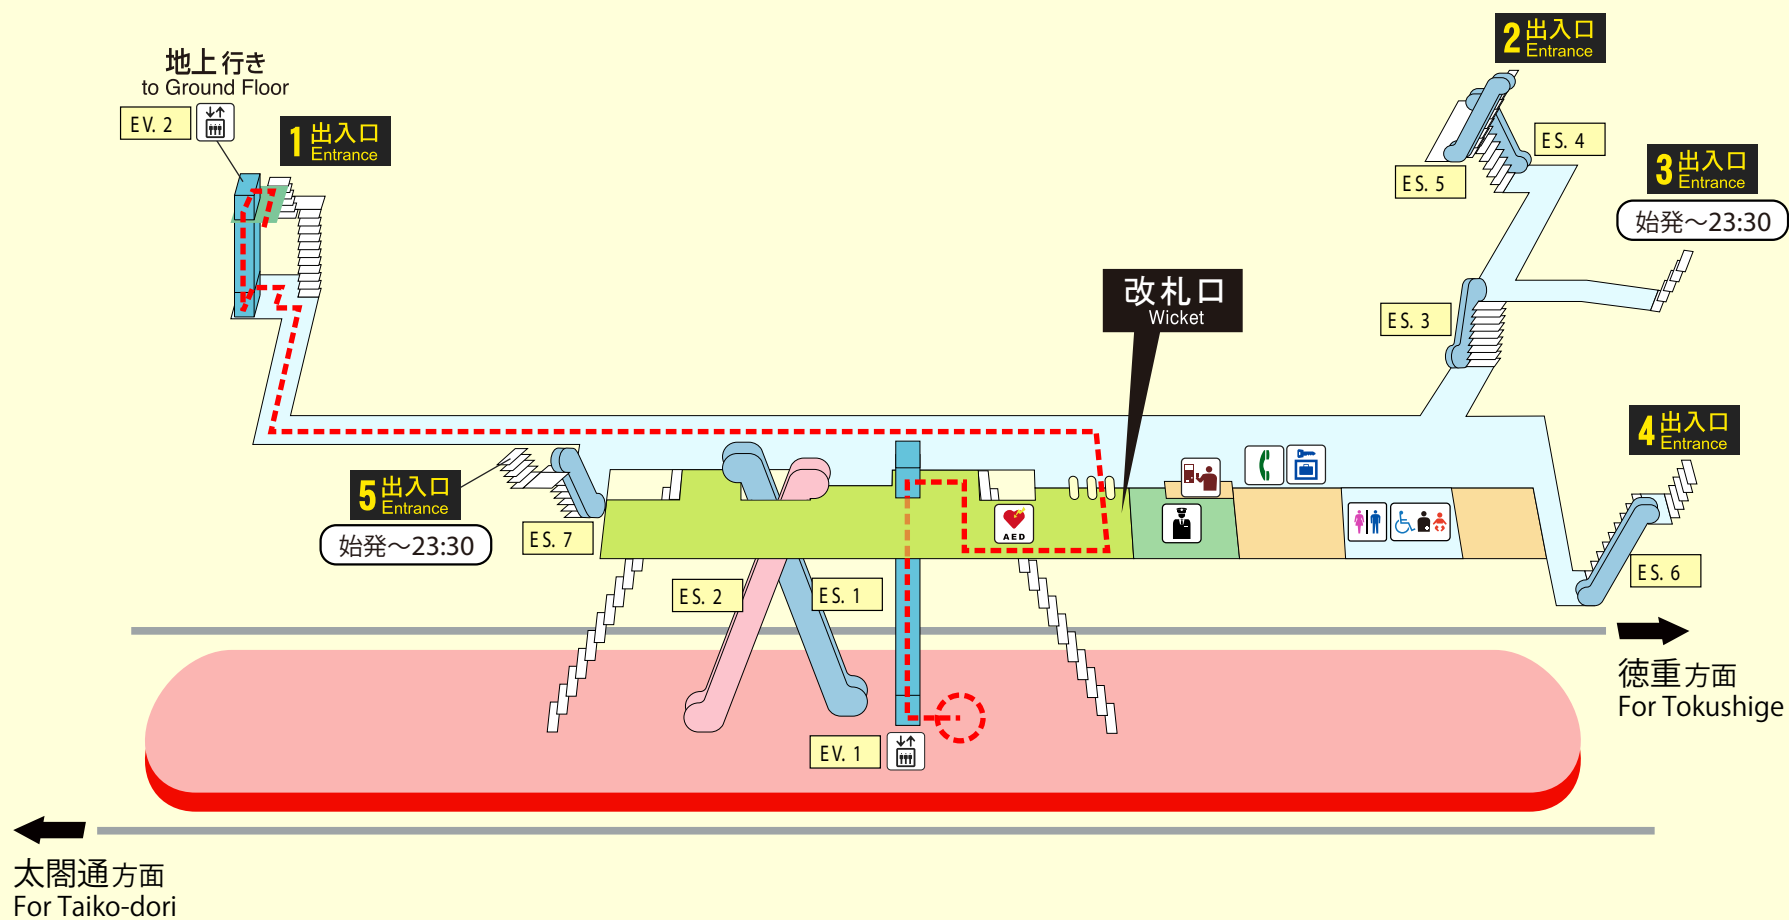 地上行き
to Ground Floor
EV. 2
1 出入口
Entrance
2 出入口
Entrance
ES. 4
ES. 5
3 出入口
Entrance
始発～23:30
改札口
Wicket
ES. 3
4 出入口
Entrance
5 出入口
Entrance
始発～23:30
ES. 7
AED
ES. 6
ES. 2
ES. 1
EV. 1
徳重方面
For Tokushige
太閤通方面
For Taiko-dori